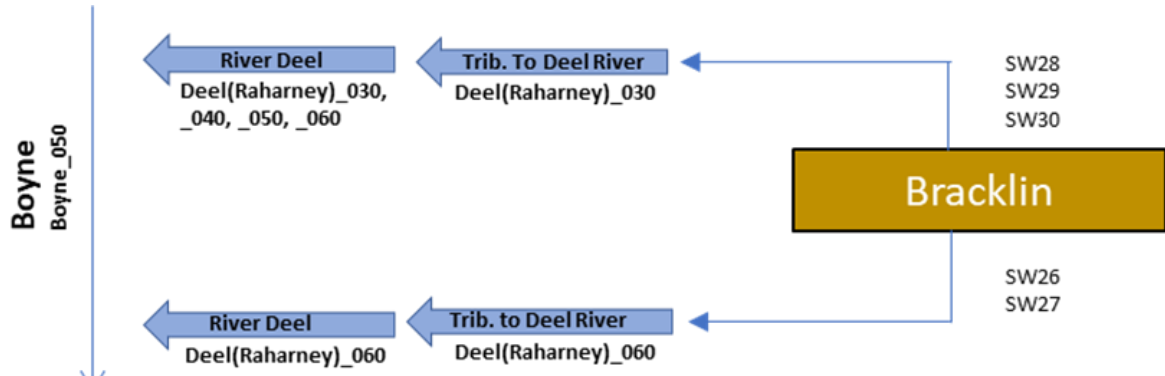 River Deel
Deel(Raharney)_030,
_040, _050, _060
Trib. To Deel River
Deel(Raharney)_030
SW28
SW29
SW30
Boyne
Boyne_050
Bracklin
SW26
SW27
River Deel
Deel(Raharney)_060
Trib. to Deel River
Deel(Raharney)_060